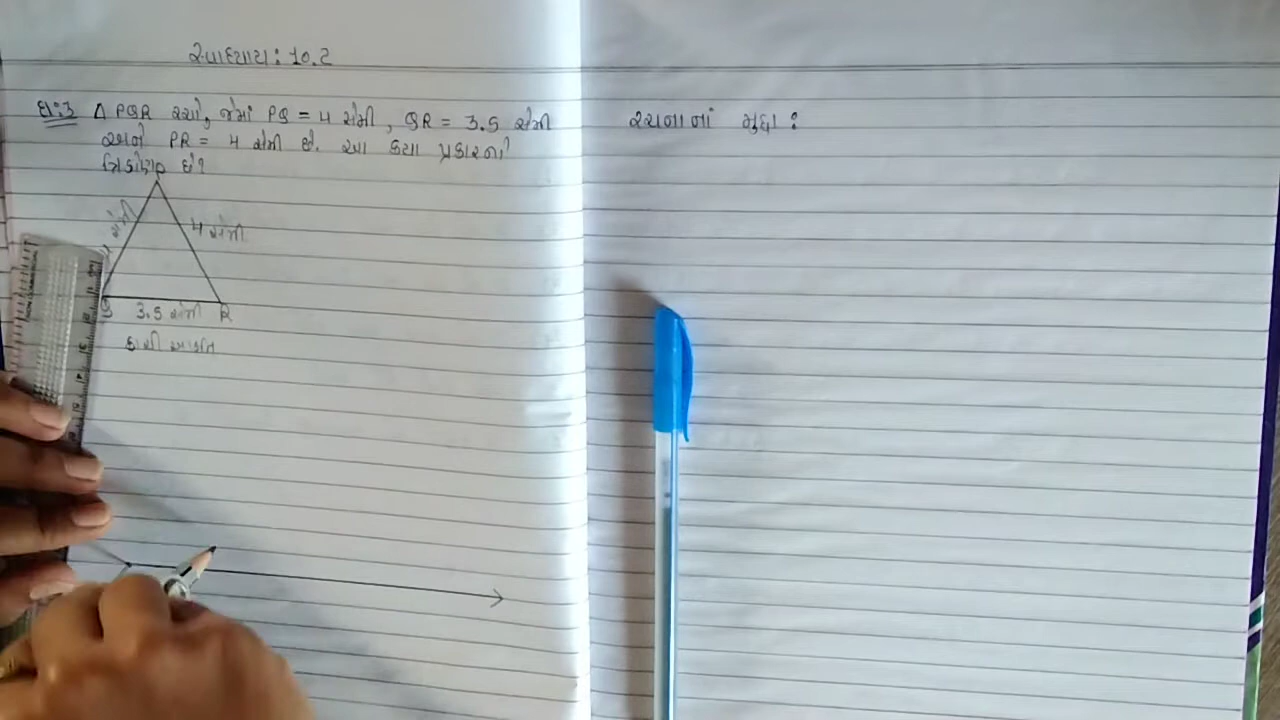 સ્વાધ્યાય: 10.2
દા:3 Δ PQR રચો, જેમાં PQ = 4 સેમી, QR = 3.5 સેમી
અને PR = 4 સેમી છે. આ કયા પ્રકારનો
ત્રિકોણ છે?
P
સેમી
4 સેમી
Q 3.5 સેમી R
કાચી આકૃતિ
રચનાનાં મુદ્દા :